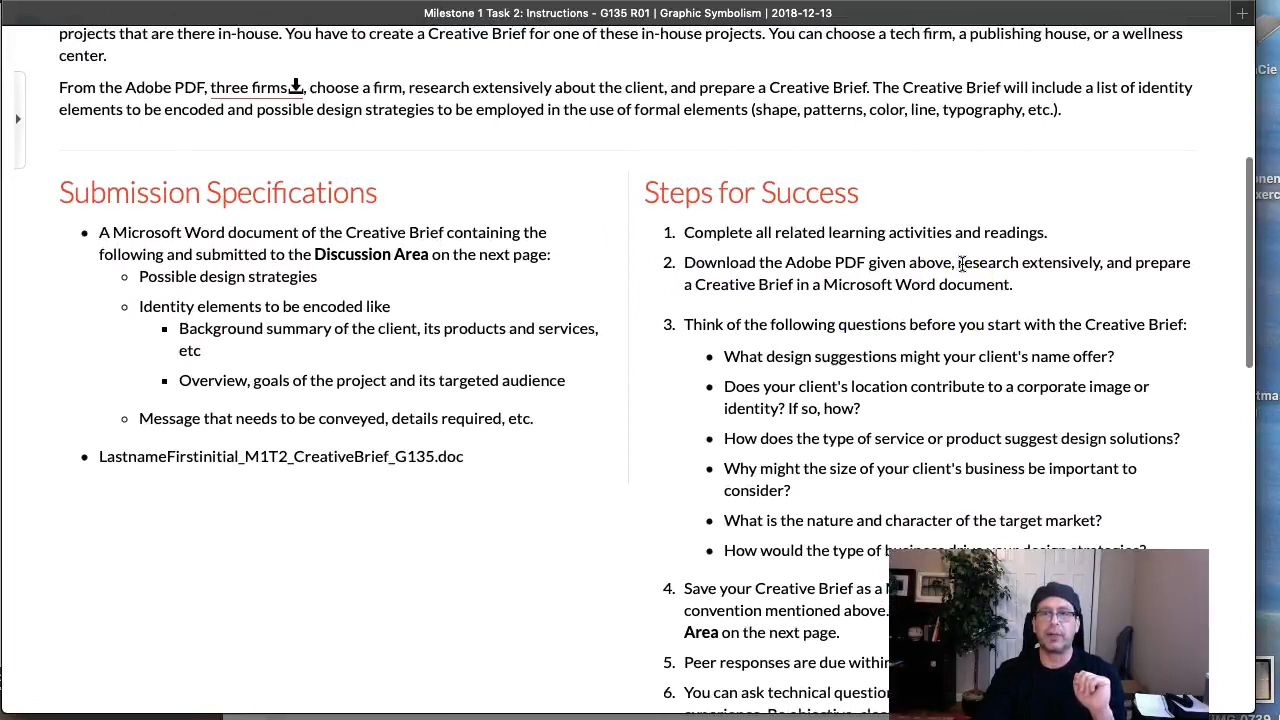 Milestone 1 Task 2: Instructions - G135 R01 | Graphic Symbolism | 2018-12-13
projects that are there in-house. You have to create a Creative Brief for one of these in-house projects. You can choose a tech firm, a publishing house, or a wellness
center.
From the Adobe PDF, three firms, choose a firm, research extensively about the client, and prepare a Creative Brief. The Creative Brief will include a list of identity
elements to be encoded and possible design strategies to be employed in the use of formal elements (shape, patterns, color, line, typography, etc.).
Submission Specifications
• A Microsoft Word document of the Creative Brief containing the
following and submitted to the Discussion Area on the next page:
Possible design strategies
Identity elements to be encoded like
Background summary of the client, its products and services,
etc
Overview, goals of the project and its targeted audience
Message that needs to be conveyed, details required, etc.
• LastnameFirstinitial_M1T2_CreativeBrief_G135.doc
Steps for Success
1. Complete all related learning activities and readings.
2. Download the Adobe PDF given above, research extensively, and prepare
a Creative Brief in a Microsoft Word document.
3. Think of the following questions before you start with the Creative Brief:
• What design suggestions might your client's name offer?
• Does your client's location contribute to a corporate image or
identity? If so, how?
• How does the type of service or product suggest design solutions?
• Why might the size of your client's business be important to
consider?
• What is the nature and character of the target market?
• How would the type of business drive your design strategies?
4. Save your Creative Brief as a
convention mentioned above.
Area on the next page.
5. Peer responses are due within
6. You can ask technical